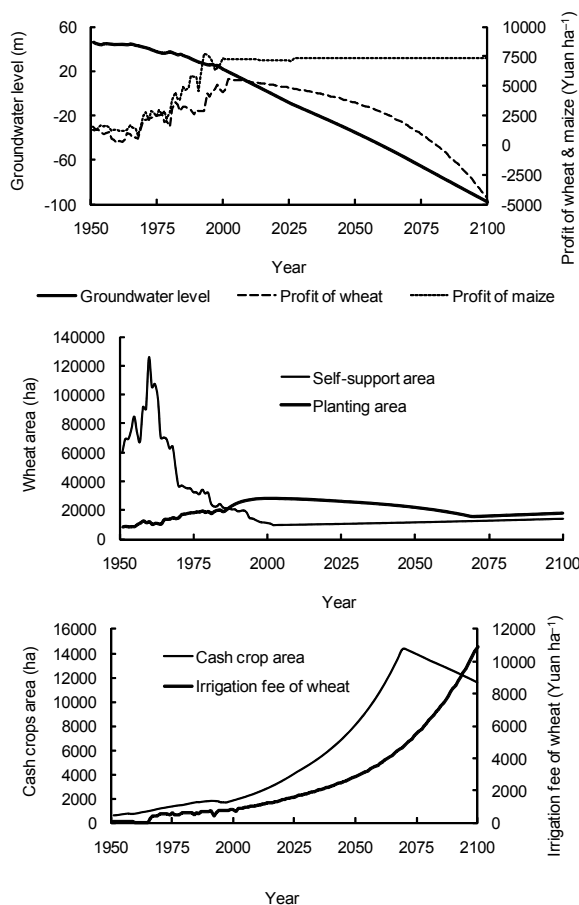 Groundwater level (m)
60
20
-20
-60
-100
10000
7500
5000
2500
0
-2500
-5000
Profit of wheat & maize (Yuan ha⁻¹)
1950 1975 2000 2025 2050 2075 2100
Year
Groundwater level Profit of wheat Profit of maize
Wheat area (ha)
140000
120000
100000
80000
60000
40000
20000
0
Self-support area
Planting area
1950 1975 2000 2025 2050 2075 2100
Year
Cash crops area (ha)
16000
14000
12000
10000
8000
6000
4000
2000
0
Cash crop area
Irrigation fee of wheat
12000
10000
8000
6000
4000
2000
0
Irrigation fee of wheat (Yuan ha⁻¹)
1950 1975 2000 2025 2050 2075 2100
Year